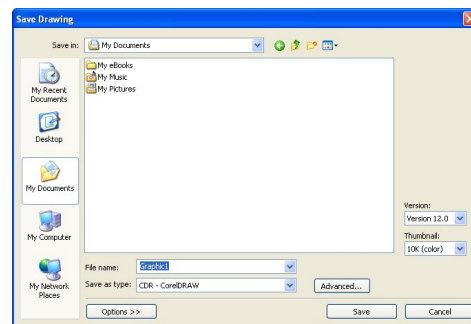 Save Drawing
Save in: My Documents
My Recent
Documents
Desktop
My Documents
My Computer
My Network
Places
My eBooks
My Music
My Pictures
Version:
Version 12.0
Thumbnail:
10K (color)
File name: Graphic1
Save as type: CDR - CorelDRAW
Advanced...
Options >>
Save
Cancel